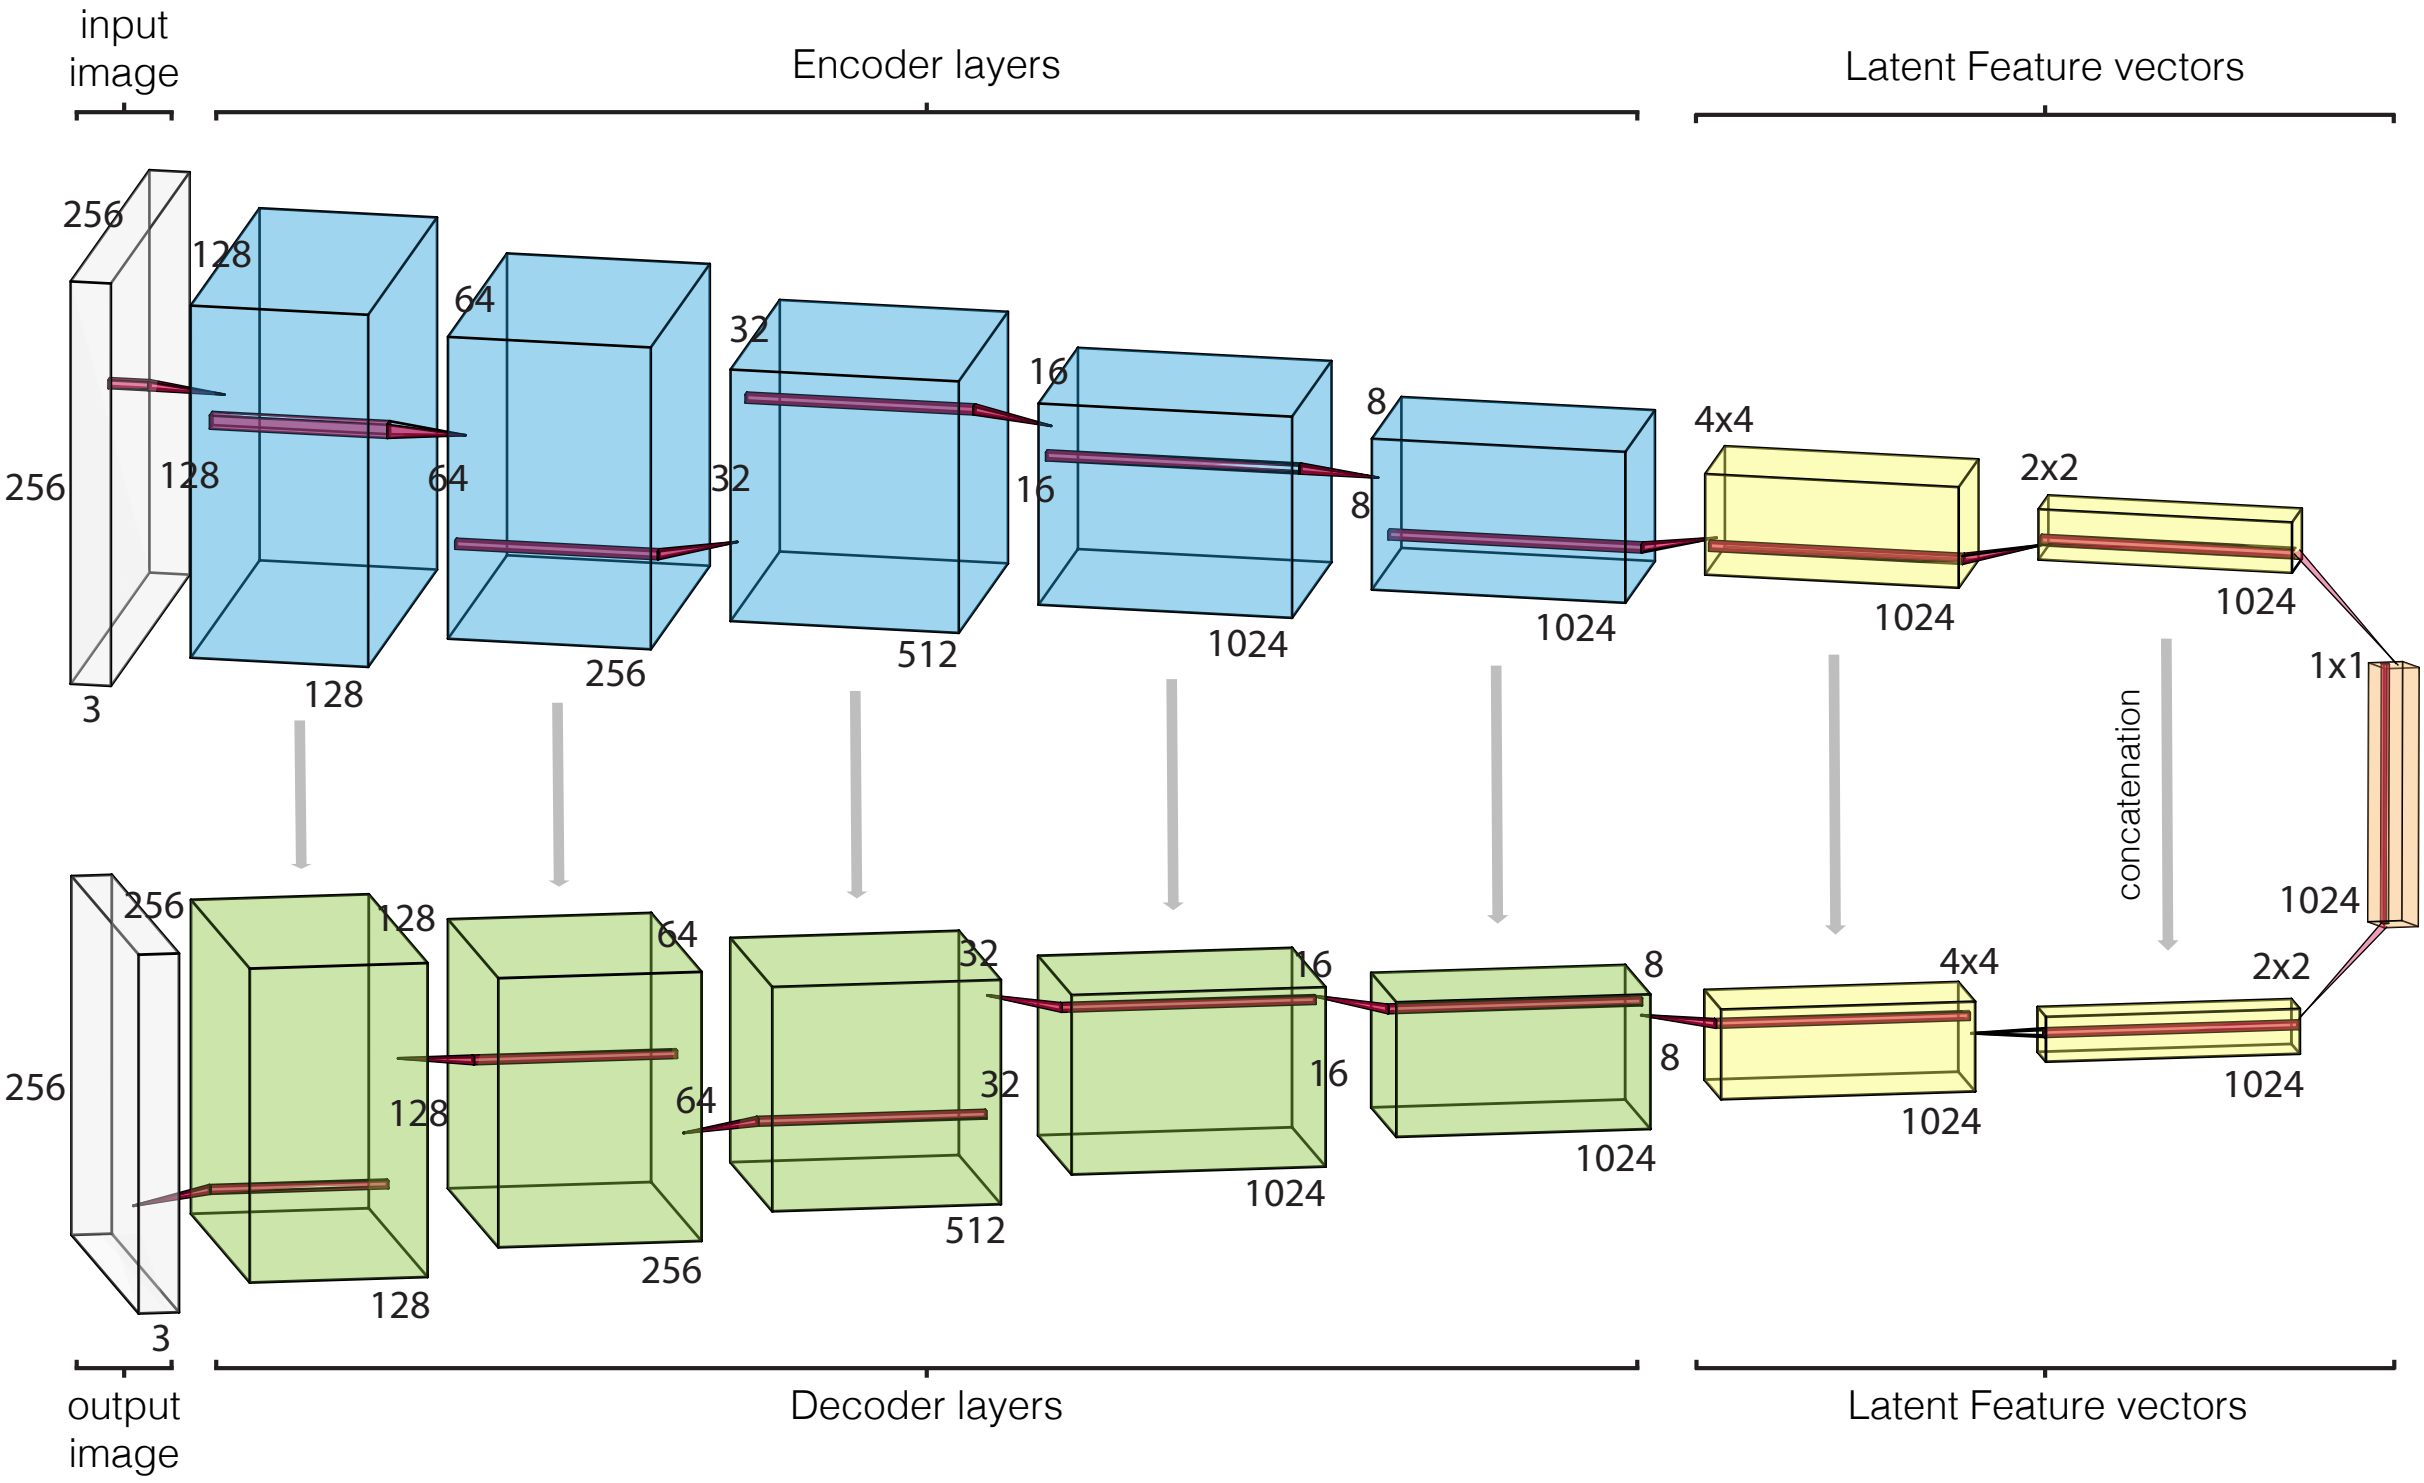 input
image
Encoder layers
Latent Feature vectors
256
256
3
128
128
128
64
64
256
32
32
512
16
16
1024
8
8
1024
4x4
1024
2x2
1024
1x1
1024
concatenation
256
256
3
128
128
128
64
64
256
32
32
512
16
16
1024
8
8
1024
4x4
1024
2x2
1024
output
image
Decoder layers
Latent Feature vectors